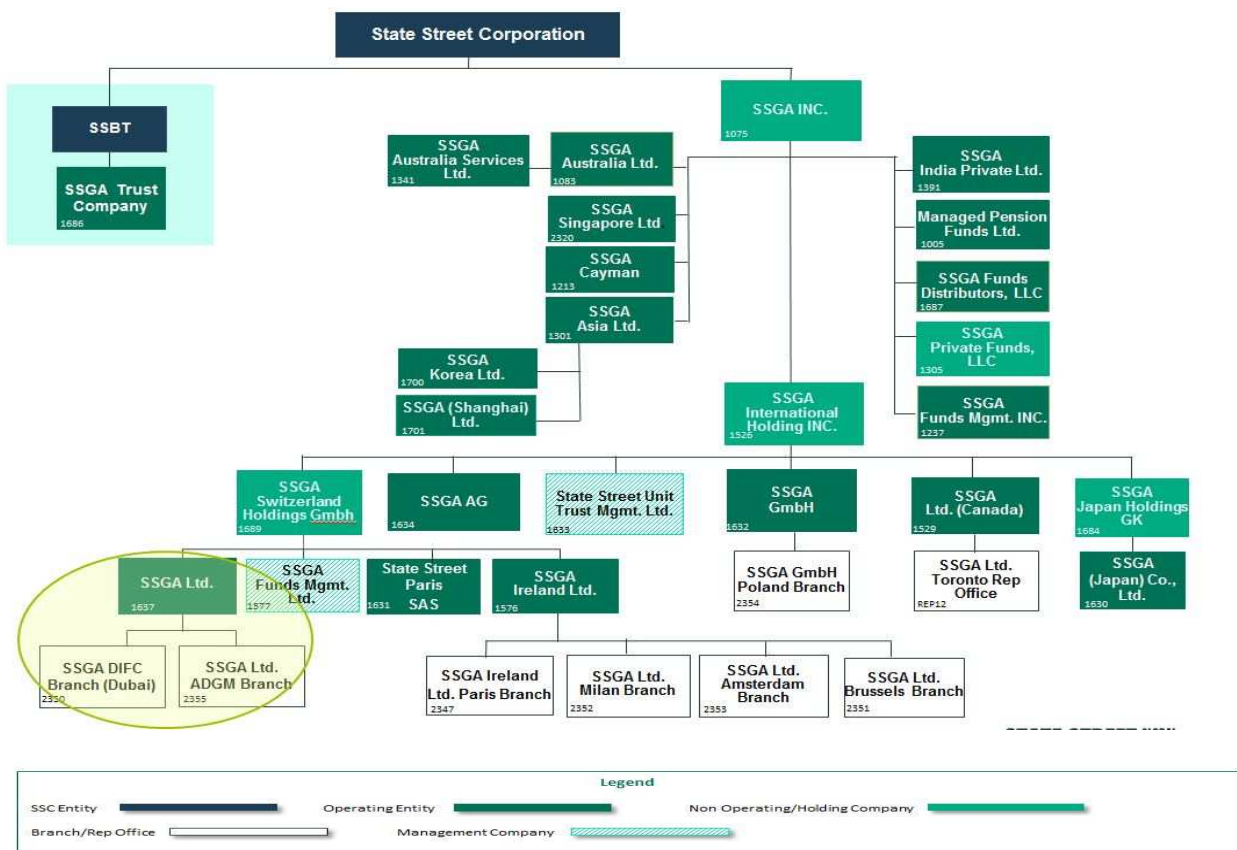 State Street Corporation
SSBT
SSGA Trust
Company
1686
SSGA INC.
1075
SSGA
Australia Services
Ltd.
1341
SSGA
Australia Ltd.
1083
SSGA
Singapore Ltd.
2320
SSGA
Cayman
1213
SSGA
Asia Ltd.
1301
SSGA
Korea Ltd.
1700
SSGA (Shanghai)
Ltd.
1701
SSGA
India Private Ltd.
1391
Managed Pension
Funds Ltd.
1005
SSGA Funds
Distributors, LLC
1687
SSGA
Private Funds,
LLC
1305
SSGA
Funds Mgmt. INC.
1237
SSGA
International
Holding INC.
1526
SSGA
Switzerland
Holdings Gmbh
1689
SSGA AG
1634
State Street Unit
Trust Mgmt. Ltd.
1633
SSGA
GmbH
1632
SSGA
Ltd. (Canada)
1529
SSGA
Japan Holdings
GK
1684
SSGA Ltd.
1637
SSGA
Funds Mgmt.
Ltd.
1577
State Street
Paris
SAS
1631
SSGA
Ireland Ltd.
1576
SSGA GmbH
Poland Branch
2354
SSGA Ltd.
Toronto Rep
Office
REP12
SSGA
(Japan) Co.,
Ltd.
1630
SSGA DIFC
Branch (Dubai)
2350
SSGA Ltd.
ADGM Branch
2355
SSGA Ireland
Ltd. Paris Branch
2347
SSGA Ltd.
Milan Branch
2352
SSGA Ltd.
Amsterdam
Branch
2353
SSGA Ltd.
Brussels Branch
2351
Legend
SSC Entity
Operating Entity
Non Operating/Holding Company
Branch/Rep Office
Management Company